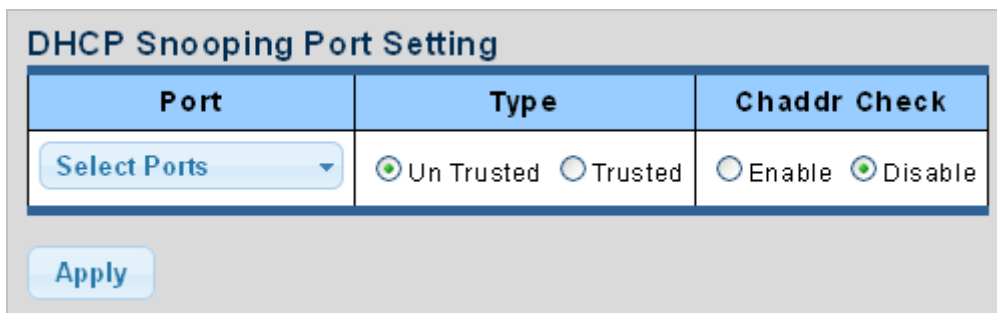 DHCP Snooping Port Setting
Port Type Chaddr Check
Select Ports Un Trusted Trusted Enable Disable
Apply